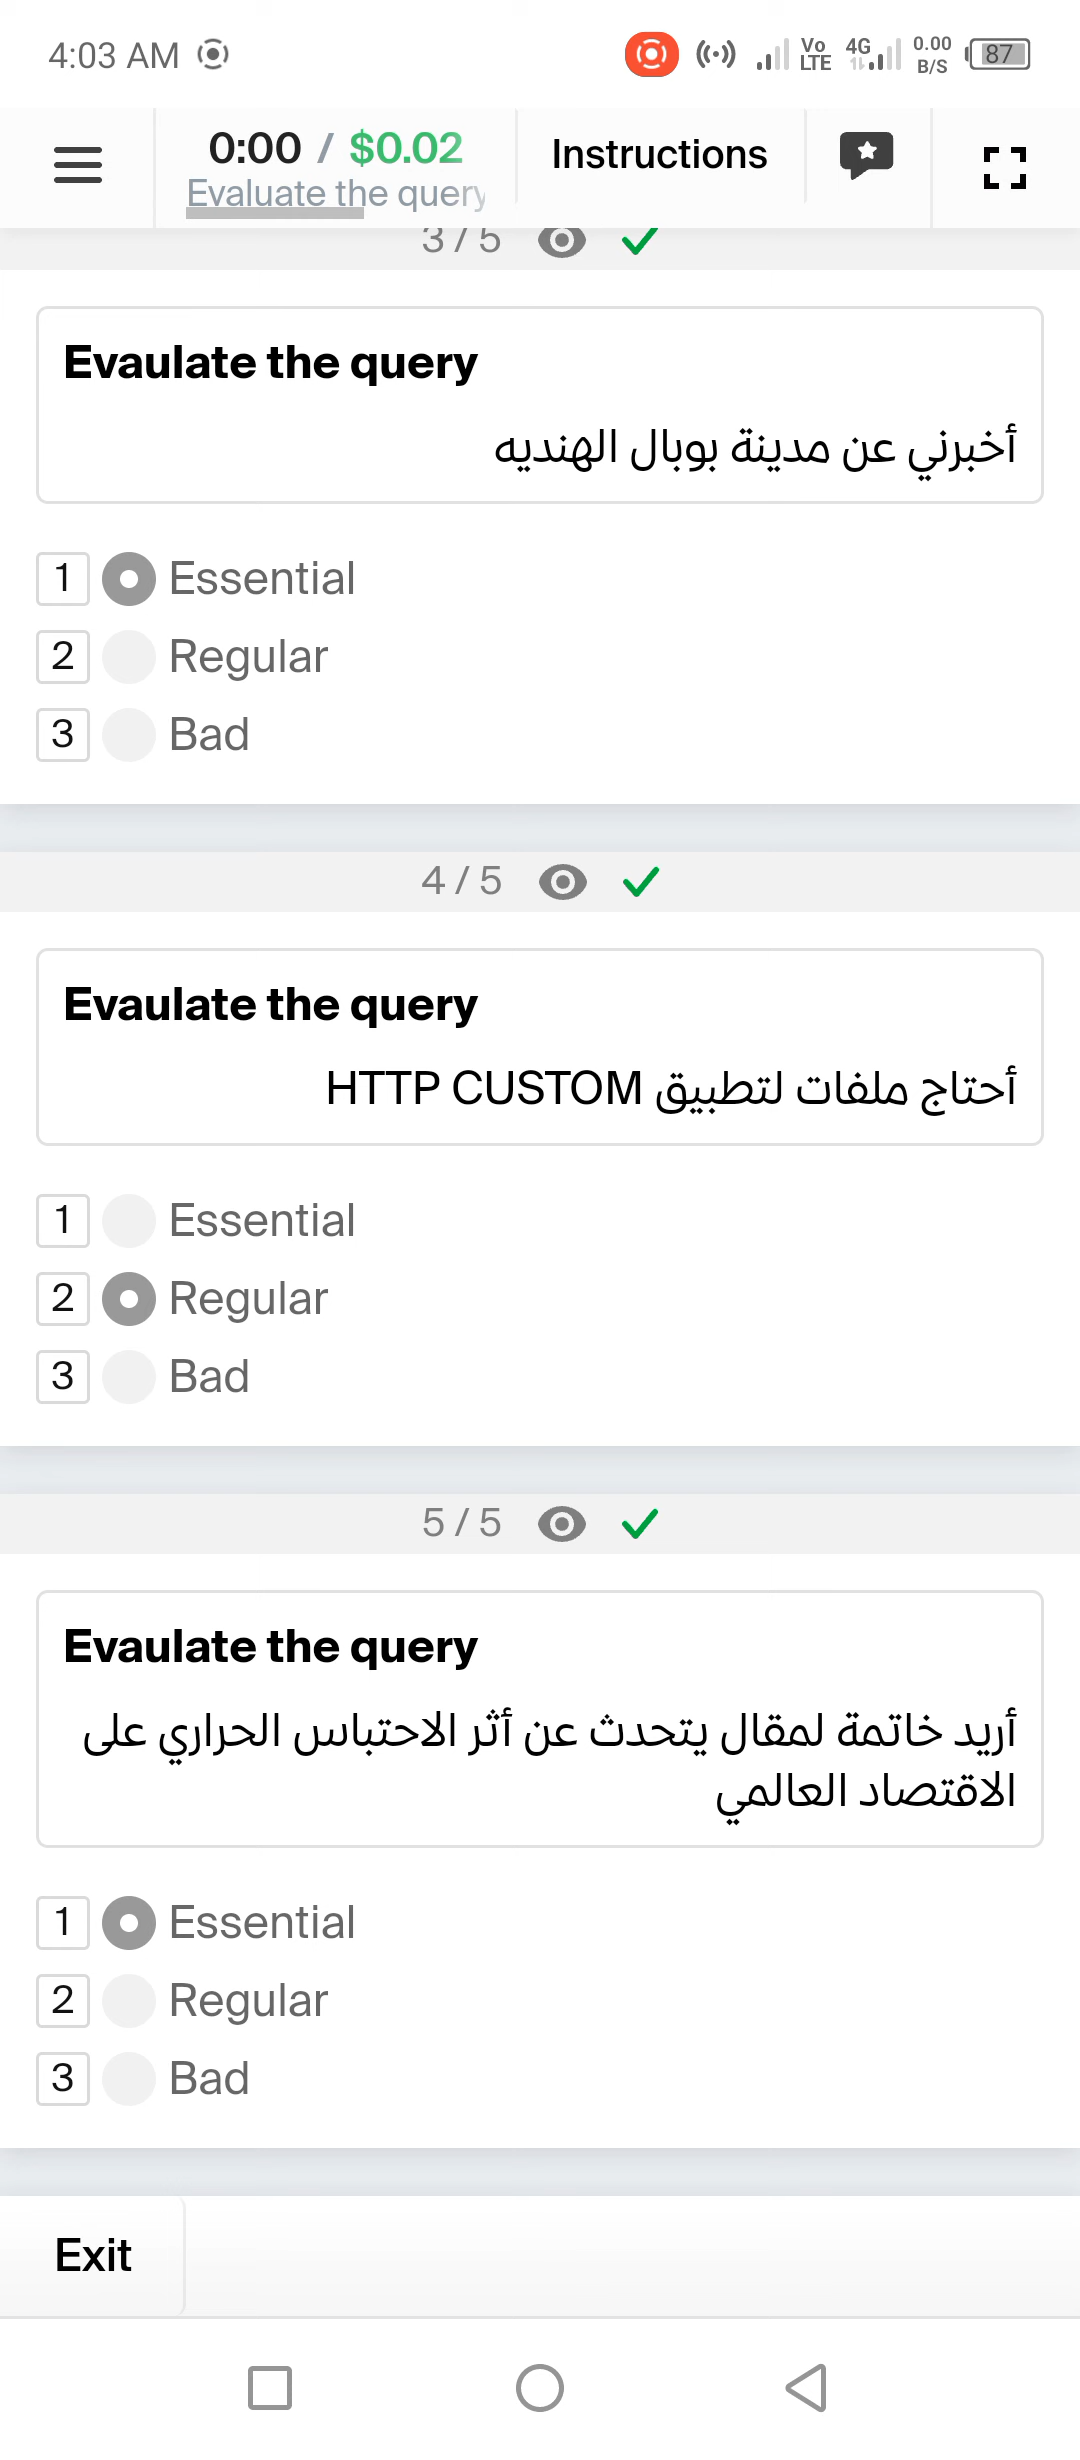 4:03 AM
Vo LTE 4G 0.00 B/S 87
0:00 / $0.02
Evaluate the query
Instructions
3 / 5
Evaulate the query
أخبرني عن مدينة بوبال الهنديه
1 Essential
2 Regular
3 Bad
4 / 5
Evaulate the query
أحتاج ملفات لتطبيق HTTP CUSTOM
1 Essential
2 Regular
3 Bad
5 / 5
Evaulate the query
أريد خاتمة لمقال يتحدث عن أثر الاحتباس الحراري على
الاقتصاد العالمي
1 Essential
2 Regular
3 Bad
Exit